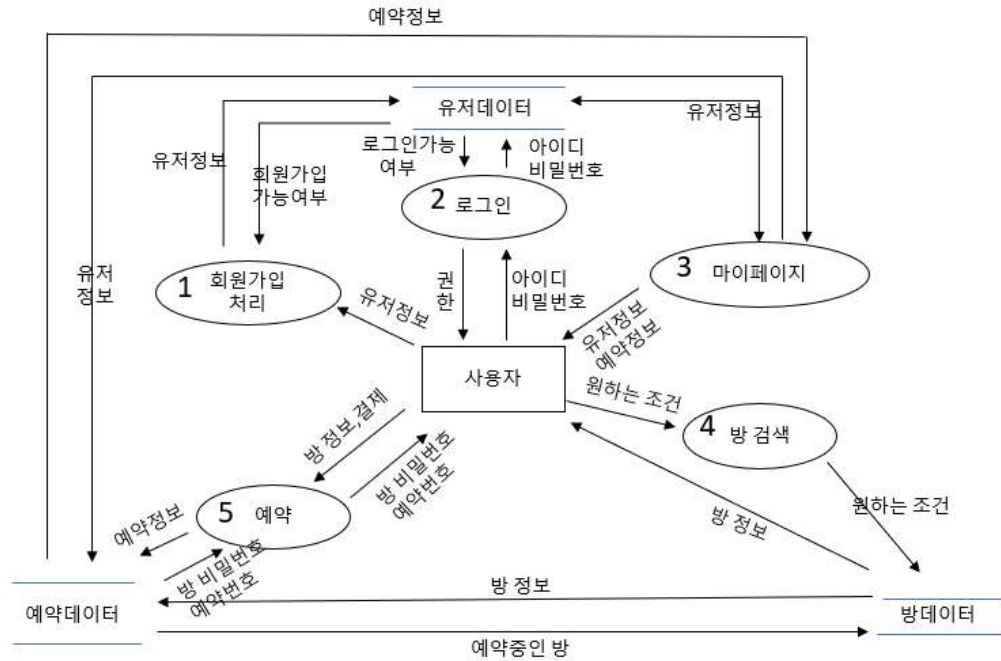 예약정보
유저데이터
유저정보
로그인가능
여부
아이디
비밀번호
유저정보
회원가입
가능여부
2 로그인
유저
정보
1 회원가입
처리
권
한
아이디
비밀번호
3 마이페이지
유저정보
유저정보
예약정보
사용자
원하는 조건
4 방 검색
방 정보,결제
방 비밀번호
예약번호
원하는 조건
5 예약
예약정보
방 비밀번호
예약번호
방 정보
방 정보
예약데이터
방데이터
예약중인 방